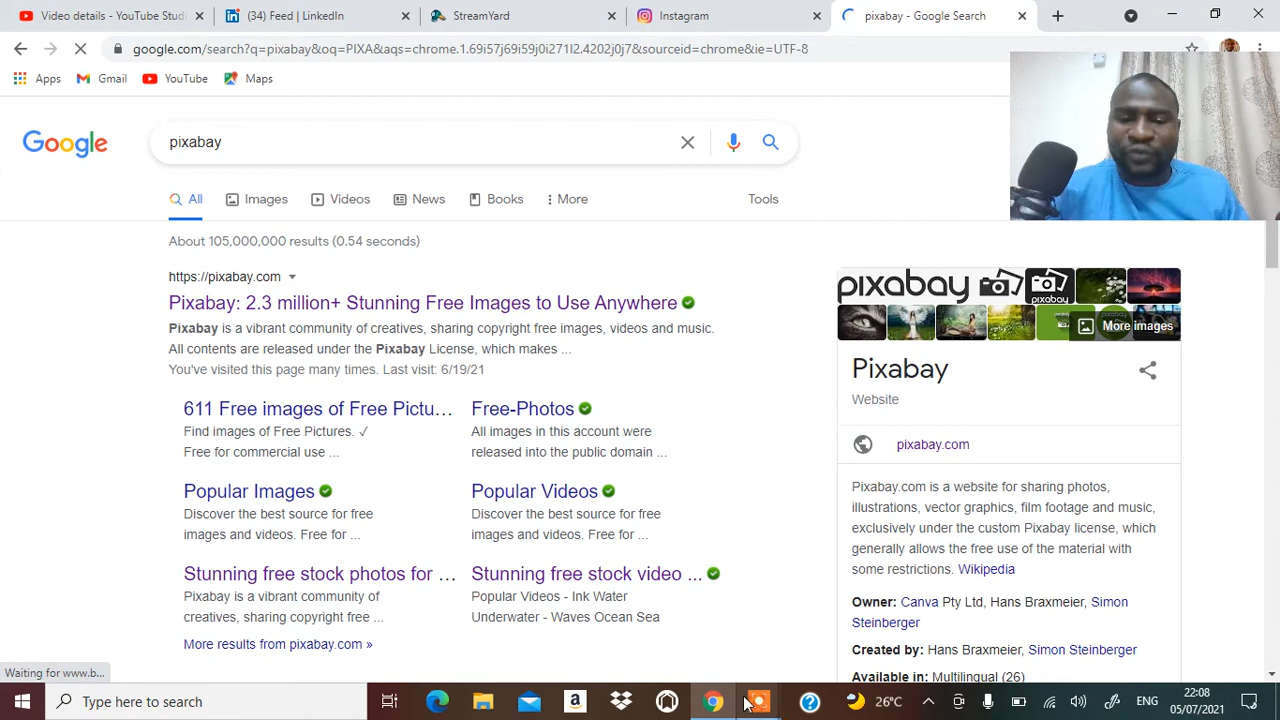 Video details - YouTube Studi
(34) Feed | LinkedIn
StreamYard
Instagram
pixabay - Google Search
google.com/search?q=pixabay&oq=PIXA&aqs=chrome.1.69i57j69i59j0i271l2.4202j0j7&sourceid=chrome&ie=UTF-8
Apps Gmail YouTube Maps
Google
pixabay
All Images Videos News Books More Tools
About 105,000,000 results (0.54 seconds)
https://pixabay.com
Pixabay: 2.3 million+ Stunning Free Images to Use Anywhere
Pixabay is a vibrant community of creatives, sharing copyright free images, videos and music.
All contents are released under the Pixabay License, which makes ...
You've visited this page many times. Last visit: 6/19/21
611 Free images of Free Pictu...
Find images of Free Pictures. ✓
Free for commercial use ...
Free-Photos
All images in this account were
released into the public domain ...
Popular Images
Discover the best source for free
images and videos. Free for ...
Popular Videos
Discover the best source for free
images and videos. Free for ...
Stunning free stock photos for ...
Pixabay is a vibrant community of
creatives, sharing copyright free ...
Stunning free stock video ...
Popular Videos - Ink Water
Underwater - Waves Ocean Sea
More results from pixabay.com »
pixabay
pixabay
More images
Pixabay
Website
pixabay.com
Pixabay.com is a website for sharing photos,
illustrations, vector graphics, film footage and music,
exclusively under the custom Pixabay license, which
generally allows the free use of the material with
some restrictions. Wikipedia
Owner: Canva Pty Ltd, Hans Braxmeier, Simon
Steinberger
Created by: Hans Braxmeier, Simon Steinberger
Available in: Multilingual (26)
Waiting for www.b...
Type here to search
26°C
ENG
22:08
05/07/2021